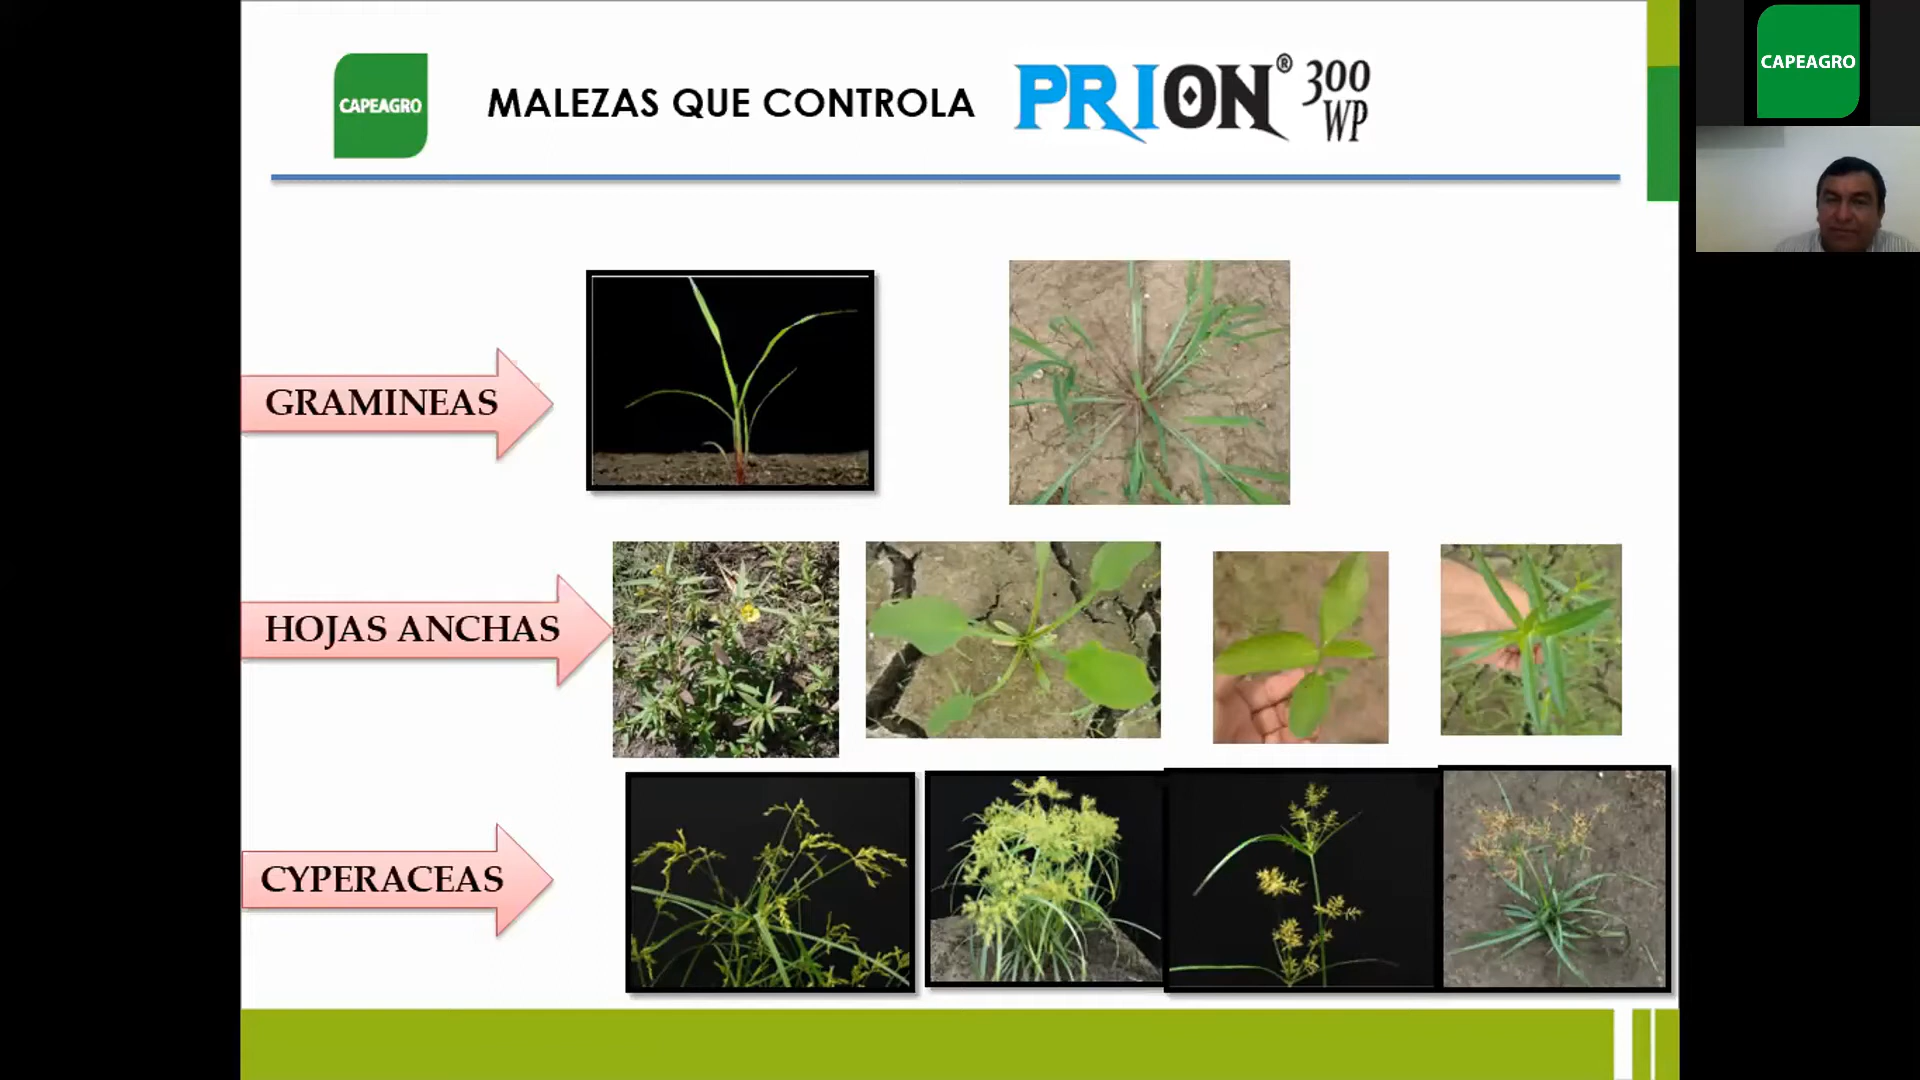 CAPEAGRO
MALEZAS QUE CONTROLA PRION® 300 WP
CAPEAGRO
GRAMINEAS
HOJAS ANCHAS
CYPERACEAS